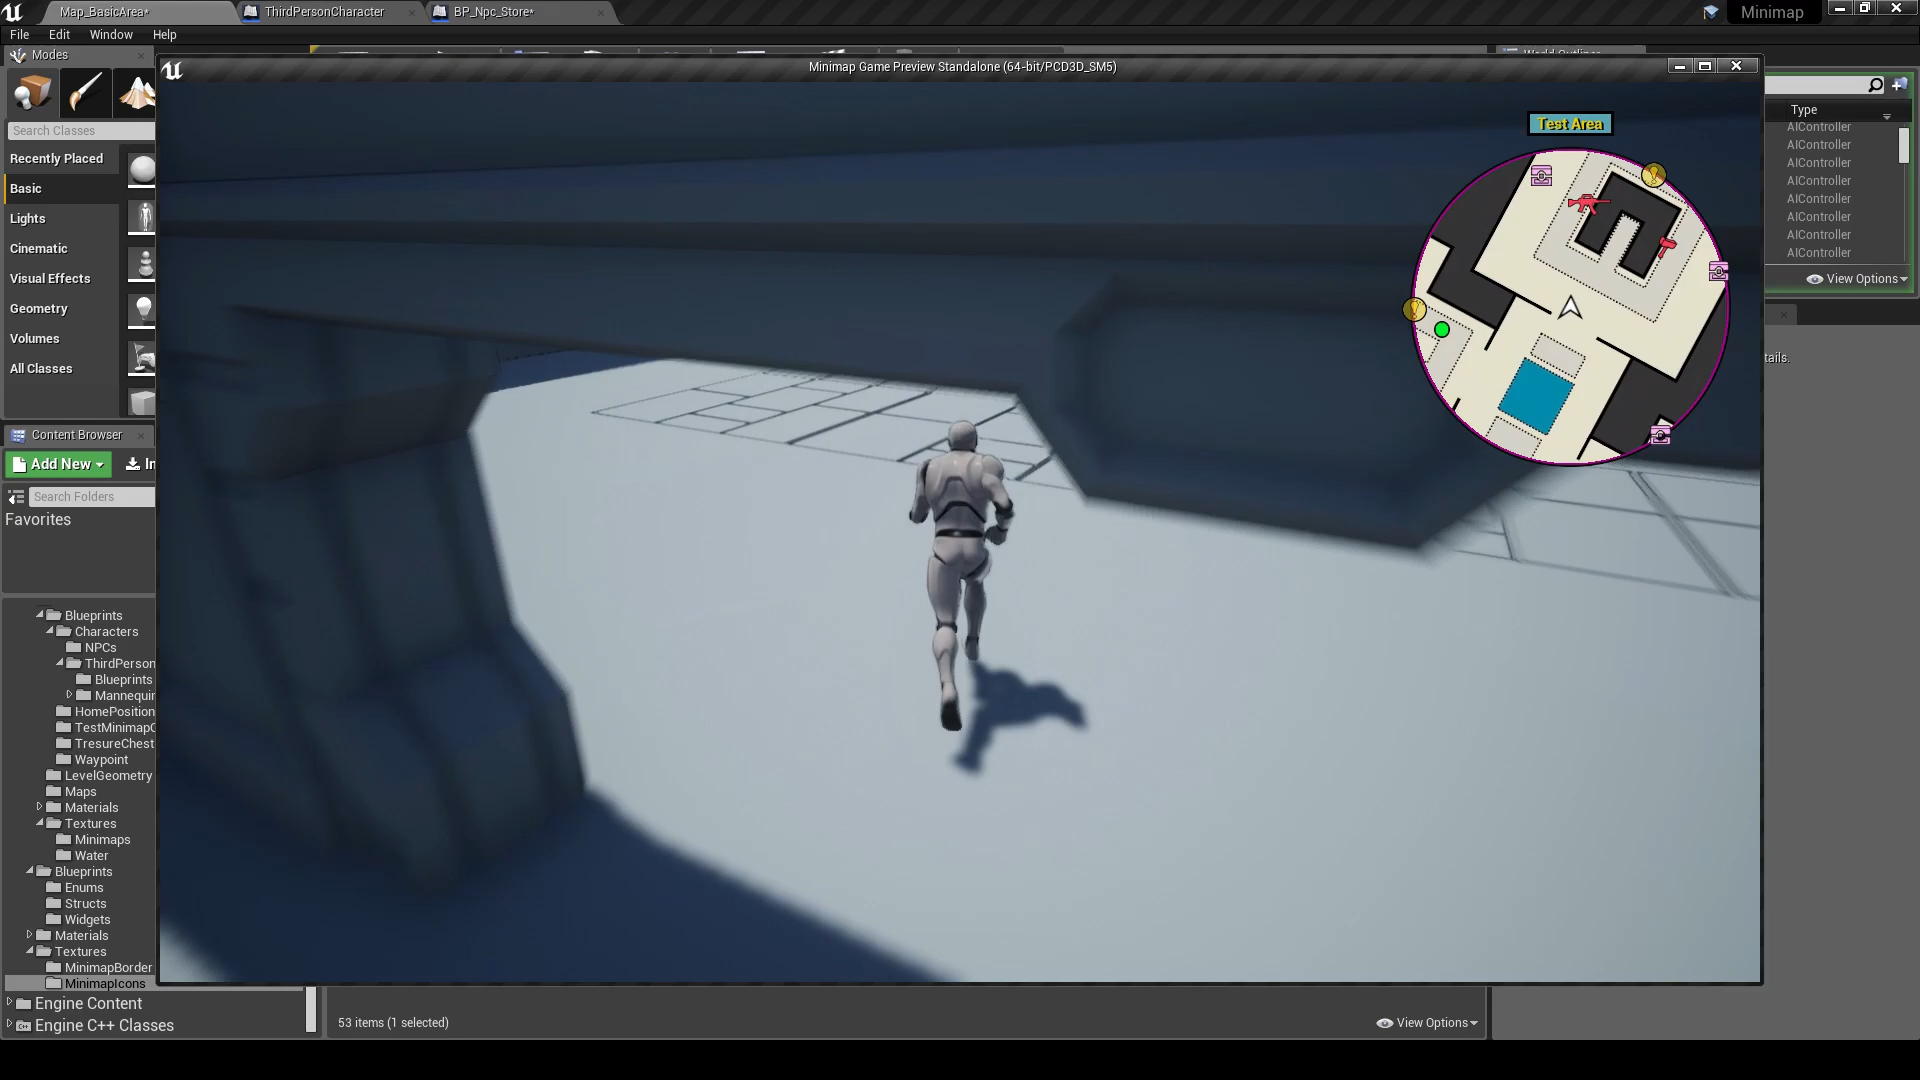 Map_BasicArea*
ThirdPersonCharacter
BP_Npc_Store*
Minimap
File
Edit
Window
Help
Modes
Minimap Game Preview Standalone (64-bit/PCD3D_SM5)
Search Classes
Recently Placed
Basic
Lights
Cinematic
Visual Effects
Geometry
Volumes
All Classes
Test Area
Type
AIController
AIController
AIController
AIController
AIController
AIController
AIController
AIController
View Options
tails.
Content Browser
Add New
Im
Search Folders
Favorites
Blueprints
Characters
NPCs
ThirdPerson
Blueprints
Mannequin
HomePosition
TestMinimapC
TresureChest
Waypoint
LevelGeometry
Maps
Materials
Textures
Minimaps
Water
Blueprints
Enums
Structs
Widgets
Materials
Textures
MinimapBorder
MinimapIcons
Engine Content
Engine C++ Classes
53 items (1 selected)
View Options